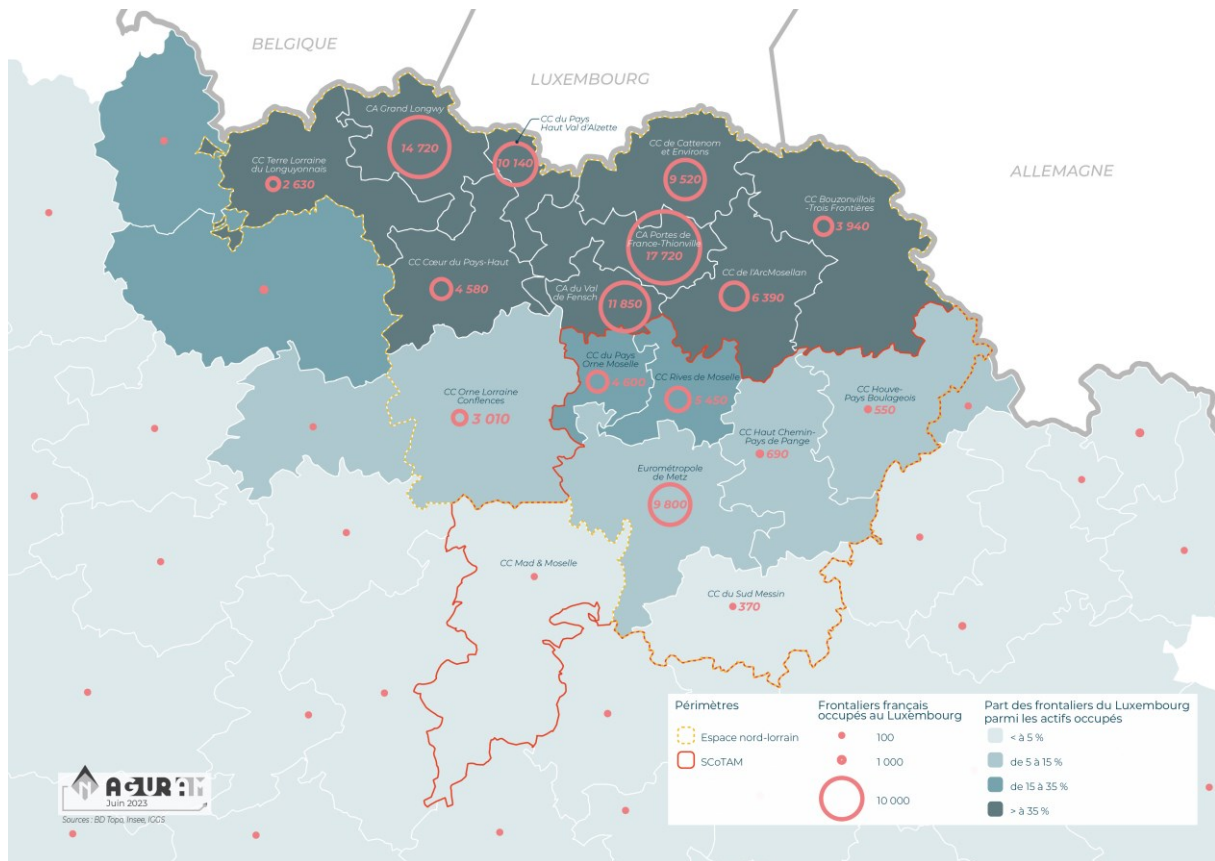 BELGIQUE
LUXEMBOURG
ALLEMAGNE
CA Grand Longwy
14 720
CC du Pays
Haut Val d'Alzette
10 140
CC de Cattenom
et Environs
9 520
CC Terre Lorraine
du Longuyonnais
2 630
CC Bouzonvillois
-Trois Frontières
3 940
CA Portes de
France-Thionville
17 720
CC Cœur du Pays-Haut
4 580
CC de l'ArcMosellan
6 390
CA du Val
de Fensch
11 850
CC du Pays
Orne Moselle
4 600
CC Rives de Moselle
5 450
CC Orne Lorraine
Conflences
3 010
CC Houve-
Pays Boulageois
550
CC Haut Chemin-
Pays de Pange
690
Eurométropole
de Metz
9 800
CC Mad & Moselle
CC du Sud Messin
370
Périmètres
Espace nord-lorrain
SCoTAM
Frontaliers français
occupés au Luxembourg
100
1 000
10 000
Part des frontaliers du Luxembourg
parmi les actifs occupés
< à 5 %
de 5 à 15 %
de 15 à 35 %
> à 35 %
N
AGURAM
Juin 2023
Sources : BD Topo, Insee, IGSS